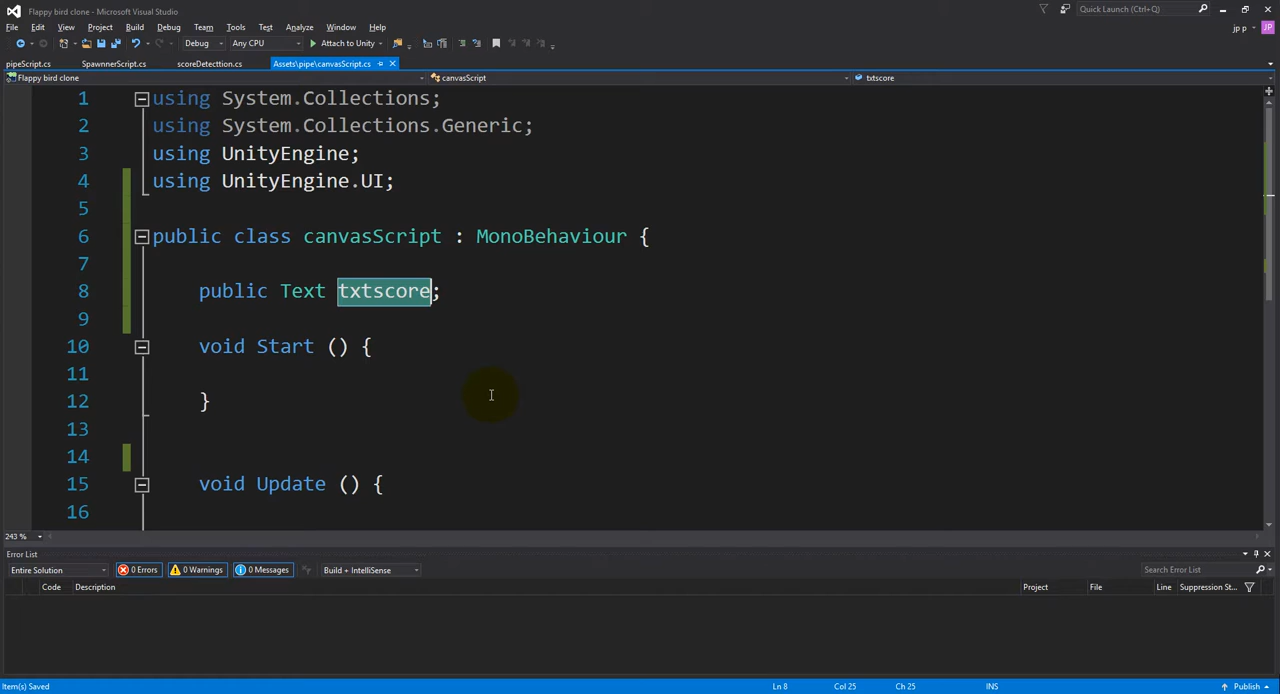 Flappy bird clone - Microsoft Visual Studio
Quick Launch (Ctrl+Q)
File Edit View Project Build Debug Team Tools Test Analyze Window Help
jp p JP
Debug Any CPU Attach to Unity
pipeScript.cs SpawnnerScript.cs scoreDetecttion.cs Assets\pipe\canvasScript.cs
Flappy bird clone canvasScript txtscore
1 using System.Collections;
2 using System.Collections.Generic;
3 using UnityEngine;
4 using UnityEngine.UI;
5
6 public class canvasScript : MonoBehaviour {
7
8 public Text txtscore;
9
10 void Start () {
11
12 }
13
14
15 void Update () {
16
243 %
Error List
Entire Solution 0 Errors 0 Warnings 0 Messages Build + IntelliSense Search Error List
Code Description Project File Line Suppression St...
Item(s) Saved Ln 8 Col 25 Ch 25 INS Publish